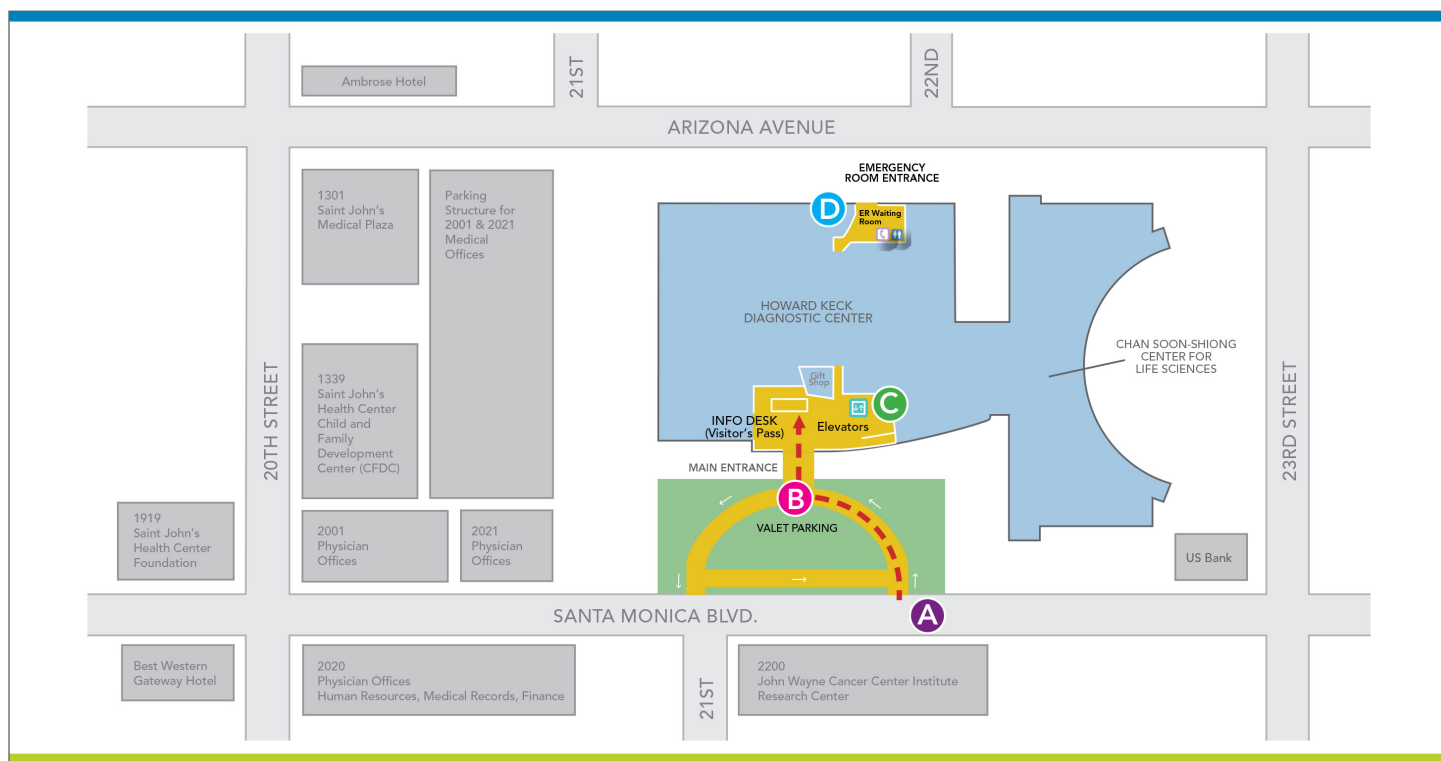 21ST
22ND
Ambrose Hotel
ARIZONA AVENUE
EMERGENCY
ROOM ENTRANCE
1301
Saint John's
Medical Plaza
Parking
Structure for
2001 & 2021
Medical
Offices
D
ER Waiting
Room
HOWARD KECK
DIAGNOSTIC CENTER
CHAN SOON-SHIONG
CENTER FOR
LIFE SCIENCES
20TH STREET
23RD STREET
1339
Saint John's
Health Center
Child and
Family
Development
Center (CFDC)
Gift
Shop
C
INFO DESK
(Visitor's Pass)
Elevators
MAIN ENTRANCE
B
VALET PARKING
1919
Saint John's
Health Center
Foundation
2001
Physician
Offices
2021
Physician
Offices
US Bank
SANTA MONICA BLVD.
A
Best Western
Gateway Hotel
2020
Physician Offices
Human Resources, Medical Records, Finance
21ST
2200
John Wayne Cancer Center Institute
Research Center